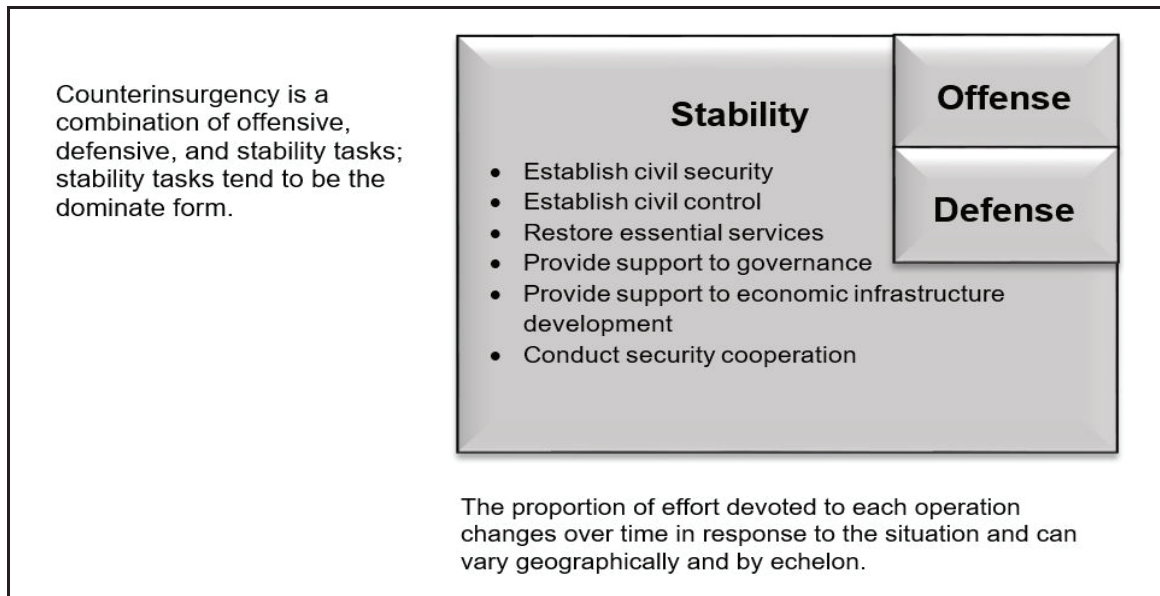 Counterinsurgency is a
combination of offensive,
defensive, and stability tasks;
stability tasks tend to be the
dominate form.
Stability
• Establish civil security
• Establish civil control
• Restore essential services
• Provide support to governance
• Provide support to economic infrastructure
development
• Conduct security cooperation
Offense
Defense
The proportion of effort devoted to each operation
changes over time in response to the situation and can
vary geographically and by echelon.